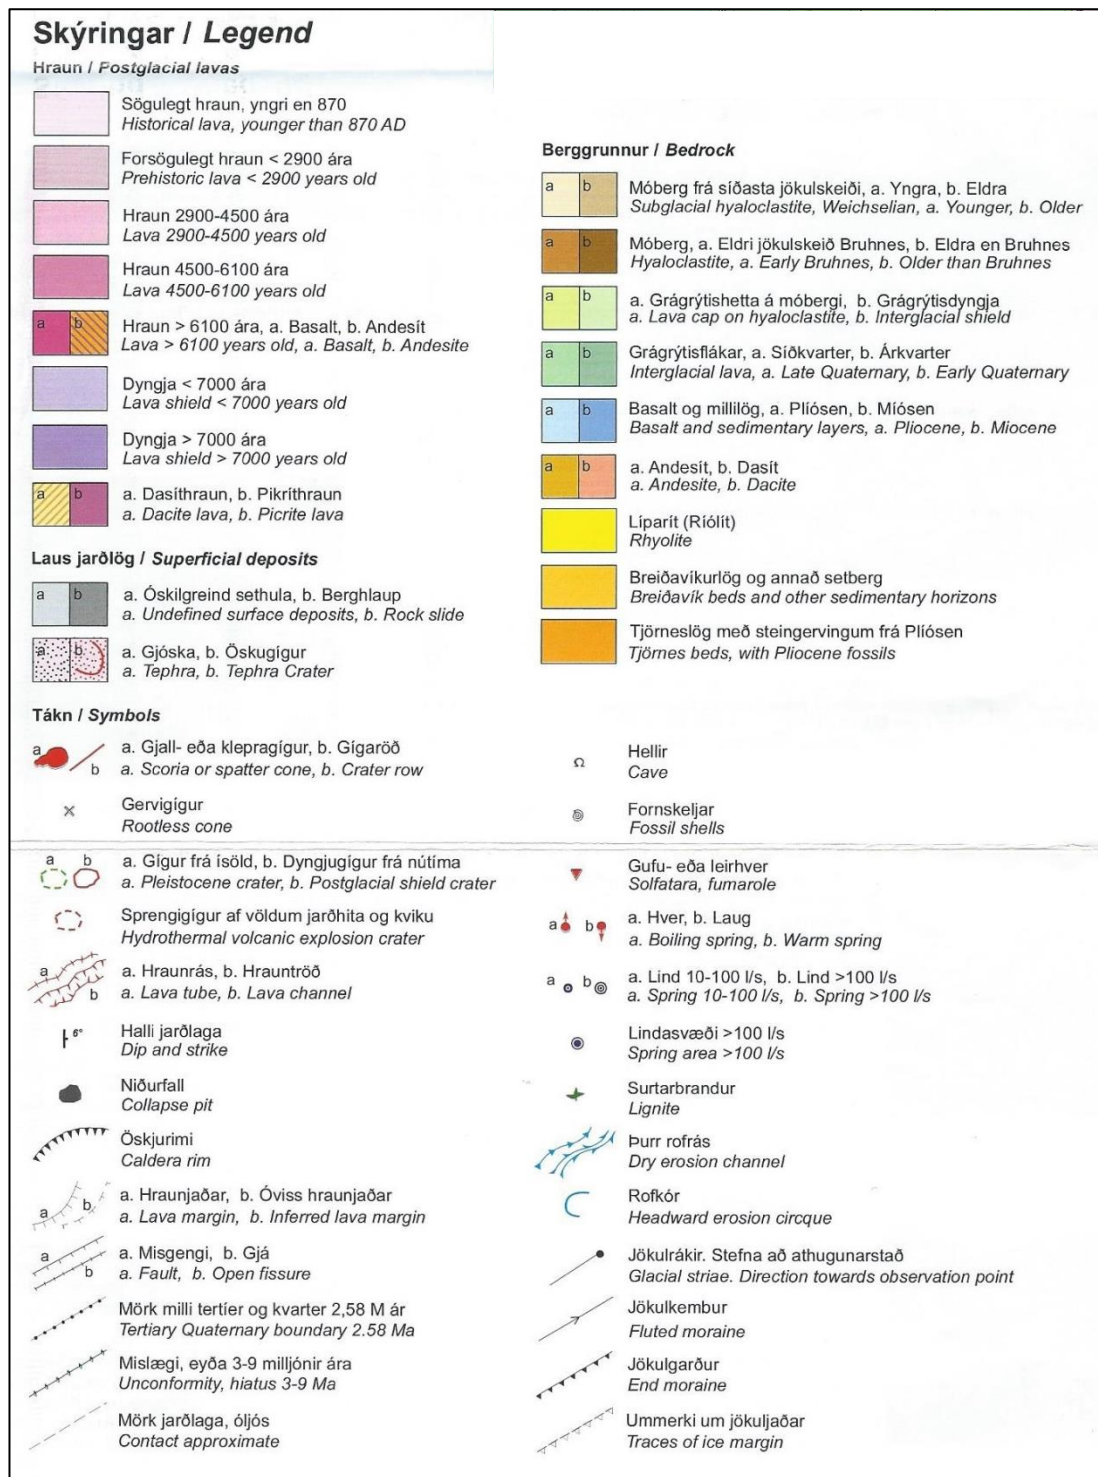 Skýringar / Legend
Hraun / Postglacial lavas
Sögulegt hraun, yngri en 870
Historical lava, younger than 870 AD
Forsögulegt hraun < 2900 ára
Prehistoric lava < 2900 years old
Hraun 2900-4500 ára
Lava 2900-4500 years old
Hraun 4500-6100 ára
Lava 4500-6100 years old
a b
Hraun > 6100 ára, a. Basalt, b. Andesít
Lava > 6100 years old, a. Basalt, b. Andesite
Dyngja < 7000 ára
Lava shield < 7000 years old
Dyngja > 7000 ára
Lava shield > 7000 years old
a b
a. Dasíthraun, b. Pikríthraun
a. Dacite lava, b. Picrite lava
Laus jarðlög / Superficial deposits
a b
a. Óskilgreind sethula, b. Berghlaup
a. Undefined surface deposits, b. Rock slide
a b
a. Gjóska, b. Öskugígur
a. Tephra, b. Tephra Crater
Berggrunnur / Bedrock
a b
Móberg frá síðasta jökulskeiði, a. Yngra, b. Eldra
Subglacial hyaloclastite, Weichselian, a. Younger, b. Older
a b
Móberg, a. Eldri jökulskeið Bruhnes, b. Eldra en Bruhnes
Hyaloclastite, a. Early Bruhnes, b. Older than Bruhnes
a b
a. Grágrýtishetta á móbergi, b. Grágrýtisdyngja
a. Lava cap on hyaloclastite, b. Interglacial shield
a b
Grágrýtisflákar, a. Síðkvarter, b. Árkvarter
Interglacial lava, a. Late Quaternary, b. Early Quaternary
a b
Basalt og millilög, a. Plíósen, b. Míósen
Basalt and sedimentary layers, a. Pliocene, b. Miocene
a b
a. Andesít, b. Dasít
a. Andesite, b. Dacite
Líparít (Ríólít)
Rhyolite
Breiðavíkurlög og annað setberg
Breiðavík beds and other sedimentary horizons
Tjörneslög með steingervingum frá Plíósen
Tjörnes beds, with Pliocene fossils
Tákn / Symbols
a b
a. Gjall- eða klepragígur, b. Gígaröð
a. Scoria or spatter cone, b. Crater row
Gervigígur
Rootless cone
a b
a. Gígur frá ísöld, b. Dyngjugígur frá nútíma
a. Pleistocene crater, b. Postglacial shield crater
Sprengigígur af völdum jarðhita og kviku
Hydrothermal volcanic explosion crater
a b
a. Hraunrás, b. Hrauntröð
a. Lava tube, b. Lava channel
6°
Halli jarðlaga
Dip and strike
Niðurfall
Collapse pit
Öskjurimi
Caldera rim
a b
a. Hraunjaðar, b. Óviss hraunjaðar
a. Lava margin, b. Inferred lava margin
a b
a. Misgengi, b. Gjá
a. Fault, b. Open fissure
Mörk milli tertíer og kvarter 2,58 M ár
Tertiary Quaternary boundary 2.58 Ma
Mislægi, eyða 3-9 milljónir ára
Unconformity, hiatus 3-9 Ma
Mörk jarðlaga, óljós
Contact approximate
Hellir
Cave
Fornskeljar
Fossil shells
Gufu- eða leirhver
Solfatara, fumarole
a b
a. Hver, b. Laug
a. Boiling spring, b. Warm spring
a b
a. Lind 10-100 l/s, b. Lind >100 l/s
a. Spring 10-100 l/s, b. Spring >100 l/s
Lindasvæði >100 l/s
Spring area >100 l/s
Surtarbrandur
Lignite
Þurr rofrás
Dry erosion channel
Rofkór
Headward erosion circque
Jökulrákir. Stefna að athugunarstað
Glacial striae. Direction towards observation point
Jökulkembur
Fluted moraine
Jökulgarður
End moraine
Ummerki um jökuljaðar
Traces of ice margin